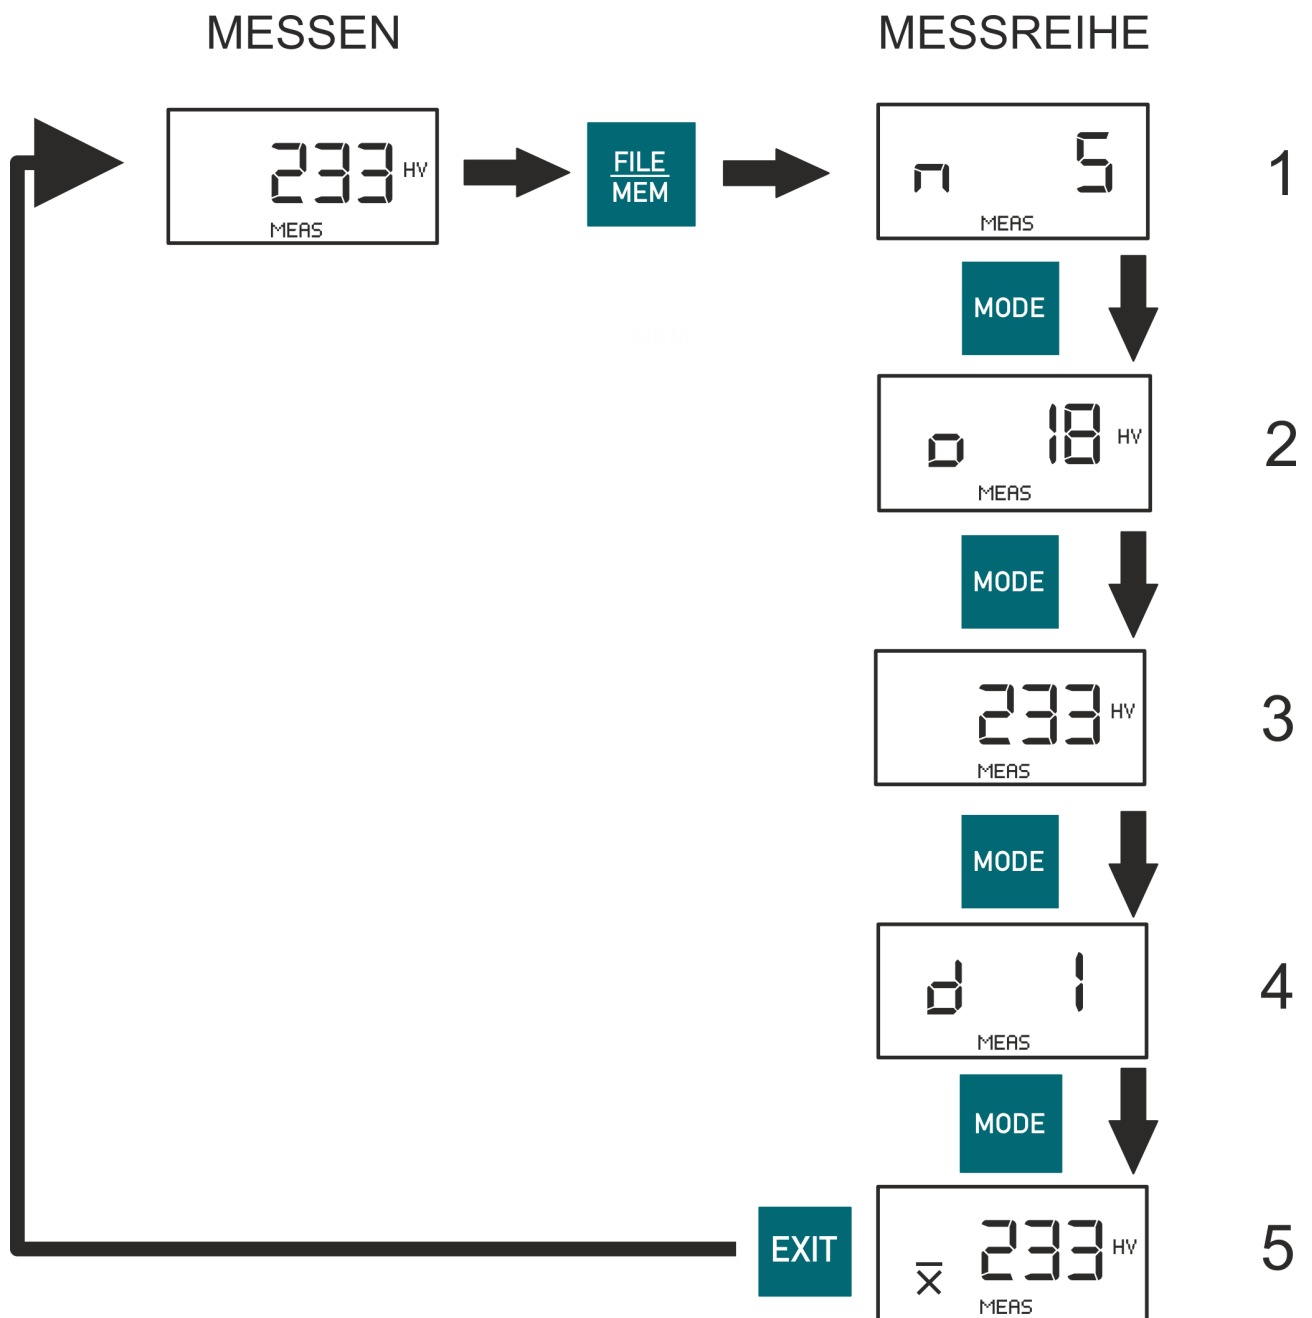 MESSEN
MESSREIHE
233 HV
MEAS
FILE
MEM
n 5
MEAS
1
MODE
o 18 HV
MEAS
2
MODE
233 HV
MEAS
3
MODE
d 1
MEAS
4
MODE
EXIT
x̅ 233 HV
MEAS
5